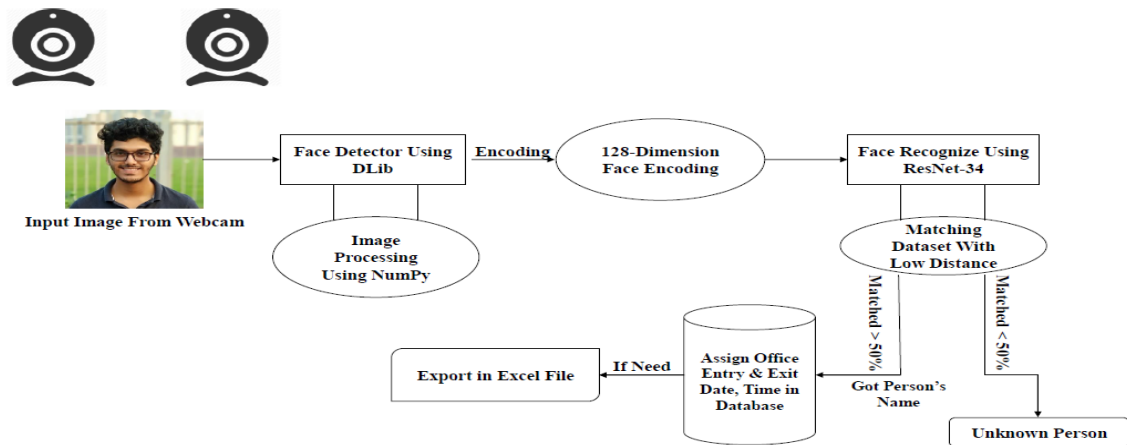 Input Image From Webcam
Face Detector Using
DLib
Encoding
128-Dimension
Face Encoding
Face Recognize Using
ResNet-34
Image
Processing
Using NumPy
Matching
Dataset With
Low Distance
Matched > 50%
Matched < 50%
Got Person's
Name
Assign Office
Entry & Exit
Date, Time in
Database
If Need
Export in Excel File
Unknown Person